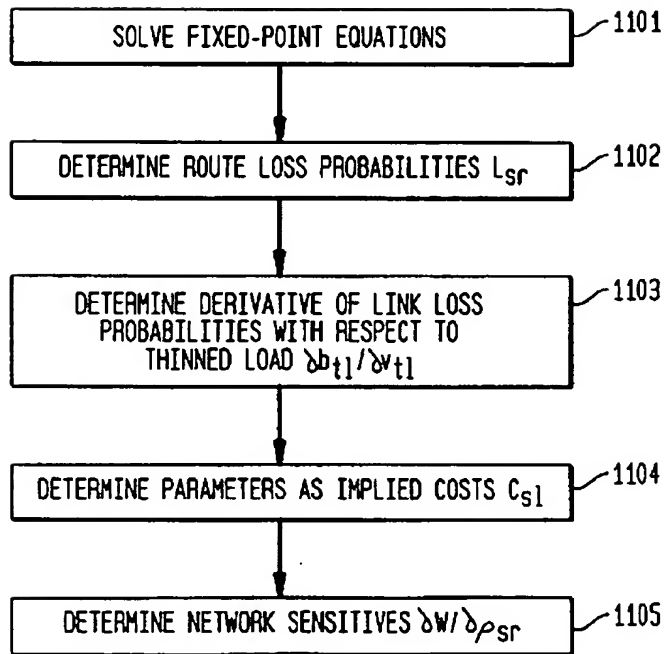 SOLVE FIXED-POINT EQUATIONS
1101
DETERMINE ROUTE LOSS PROBABILITIES Lsr
1102
DETERMINE DERIVATIVE OF LINK LOSS
PROBABILITIES WITH RESPECT TO
THINNED LOAD ∂btl/∂vtl
1103
DETERMINE PARAMETERS AS IMPLIED COSTS Csl
1104
DETERMINE NETWORK SENSITIVES ∂W/∂ρsr
1105